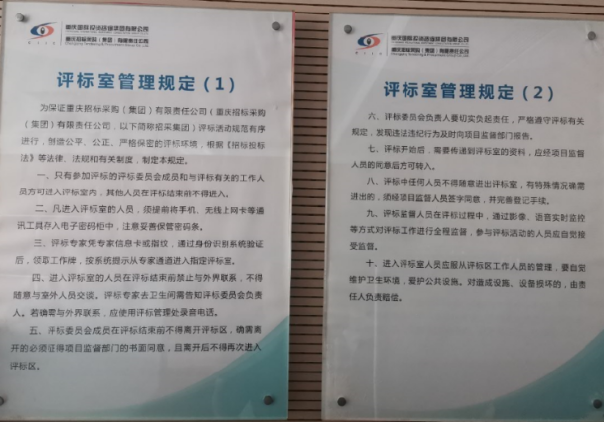 重庆国际投资咨询集团有限公司
重庆招标采购（集团）有限责任公司
评标室管理规定（1）
为保证重庆招标采购（集团）有限责任公司（重庆招标采购
（集团）有限责任公司，以下简称招采集团）评标活动规范有序
进行，创造公平、公正、严格保密的评标环境，根据《招标投标
法》等法律、法规和有关制度，制定本规定。
一、只有参加评标的评标委员会成员和与评标有关的工作人
员方可进入评标室内，其他人员在评标结束前不得进入。
二、凡进入评标室的人员，须提前将手机、无线上网卡等通
讯工具存入电子密码柜中，注意妥善保管密码条。
三、评标专家凭专家信息卡或指纹，通过身份识别系统验证
后，领取工作牌，按系统提示从专家通道进入指定评标室。
四、进入评标室的人员在评标结束前禁止与外界联系，不得
随意与室外人员交谈。评标专家去卫生间需告知评标委员会负责
人。若确需与外界联系，应使用评标管理处录音电话。
五、评标委员会成员在评标结束前不得离开评标区，确需离
开的必须征得项目监督部门的书面同意，且离开后不得再次进入
评标区。
重庆国际投资咨询集团有限公司
重庆招标采购（集团）有限责任公司
评标室管理规定（2）
六、评标委员会负责人要切实负起责任，严格遵守评标有关
规定，发现违法违纪行为及时向项目监督部门报告。
七、评标开始后，需要传递到评标室的资料，应经项目监督
人员的同意后方可转入。
八、评标中任何人员不得随意进出评标室，有特殊情况确需
进出的，须经项目监督人员签字同意，并完善登记手续。
九、评标监督人员在评标过程中，通过影像、语音实时监控
等方式对评标工作进行全程监督，参与评标活动的人员应自觉接
受监督。
十、进入评标室人员应服从评标区工作人员的管理，要自觉
维护卫生环境，爱护公共设施。对造成设施、设备损坏的，由责
任人负责赔偿。